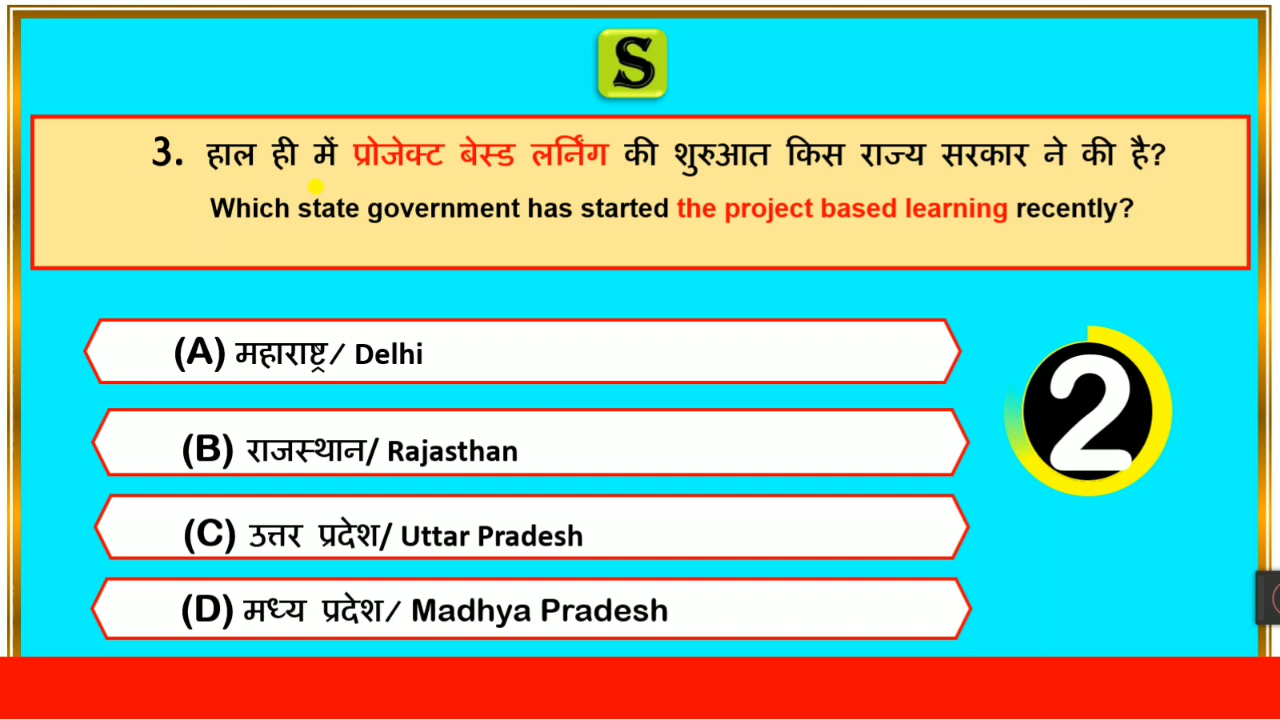 S
3. हाल ही में प्रोजेक्ट बेस्ड लर्निंग की शुरुआत किस राज्य सरकार ने की है?
Which state government has started the project based learning recently?
(A) महाराष्ट्र/ Delhi
(B) राजस्थान/ Rajasthan
2
(C) उत्तर प्रदेश/ Uttar Pradesh
(D) मध्य प्रदेश/ Madhya Pradesh